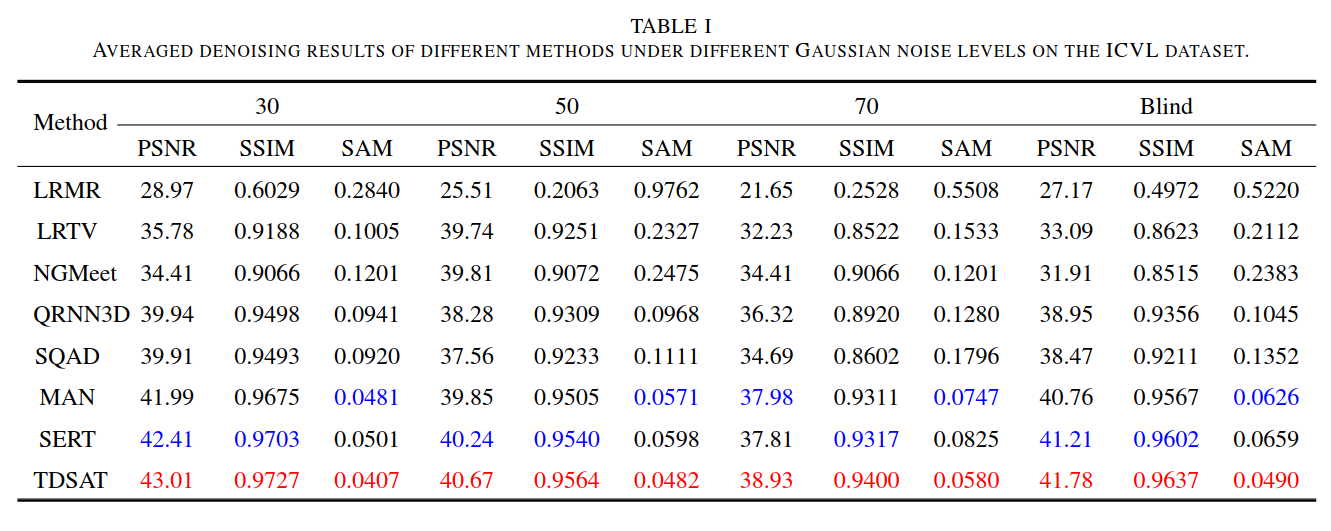 TABLE I
AVERAGED DENOISING RESULTS OF DIFFERENT METHODS UNDER DIFFERENT GAUSSIAN NOISE LEVELS ON THE ICVL DATASET.
Method 30 50 70 Blind
PSNR SSIM SAM PSNR SSIM SAM PSNR SSIM SAM PSNR SSIM SAM
LRMR 28.97 0.6029 0.2840 25.51 0.2063 0.9762 21.65 0.2528 0.5508 27.17 0.4972 0.5220
LRTV 35.78 0.9188 0.1005 39.74 0.9251 0.2327 32.23 0.8522 0.1533 33.09 0.8623 0.2112
NGMeet 34.41 0.9066 0.1201 39.81 0.9072 0.2475 34.41 0.9066 0.1201 31.91 0.8515 0.2383
QRNN3D 39.94 0.9498 0.0941 38.28 0.9309 0.0968 36.32 0.8920 0.1280 38.95 0.9356 0.1045
SQAD 39.91 0.9493 0.0920 37.56 0.9233 0.1111 34.69 0.8602 0.1796 38.47 0.9211 0.1352
MAN 41.99 0.9675 0.0481 39.85 0.9505 0.0571 37.98 0.9311 0.0747 40.76 0.9567 0.0626
SERT 42.41 0.9703 0.0501 40.24 0.9540 0.0598 37.81 0.9317 0.0825 41.21 0.9602 0.0659
TDSAT 43.01 0.9727 0.0407 40.67 0.9564 0.0482 38.93 0.9400 0.0580 41.78 0.9637 0.0490